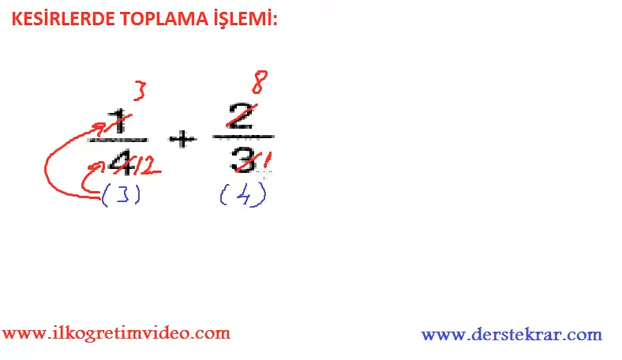 KESİRLERDE TOPLAMA İŞLEMİ:
3 8
1 2
+
4 12 3 1
(3) (4)
www.ilkogretimvideo.com www.derstekrar.com